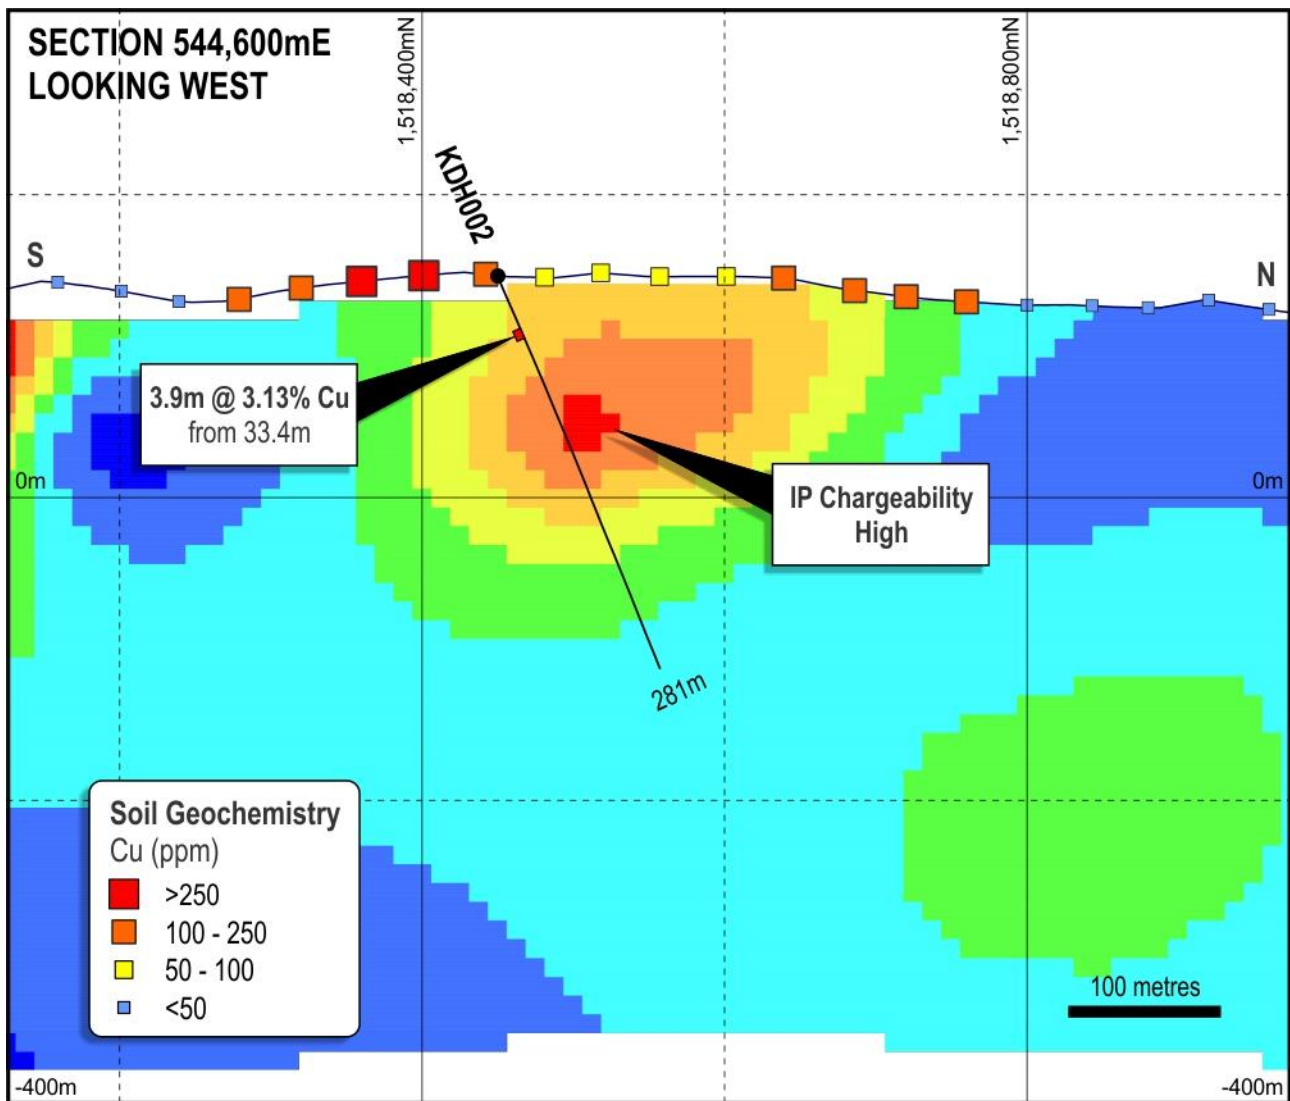 SECTION 544,600mE
LOOKING WEST
1,518,400mN
1,518,800mN
KDH002
S
N
3.9m @ 3.13% Cu
from 33.4m
0m
0m
IP Chargeability
High
281m
Soil Geochemistry
Cu (ppm)
>250
100 - 250
50 - 100
<50
100 metres
-400m
-400m